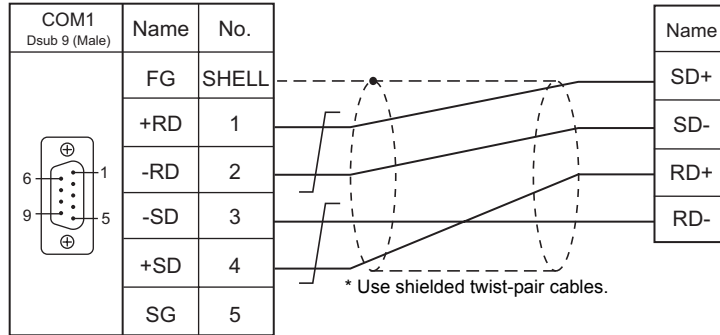 COM1
Dsub 9 (Male)
Name No.
Name
FG SHELL
SD+
+RD 1
SD-
-RD 2
RD+
-SD 3
RD-
+SD 4
SG 5
6 1
9 5
* Use shielded twist-pair cables.